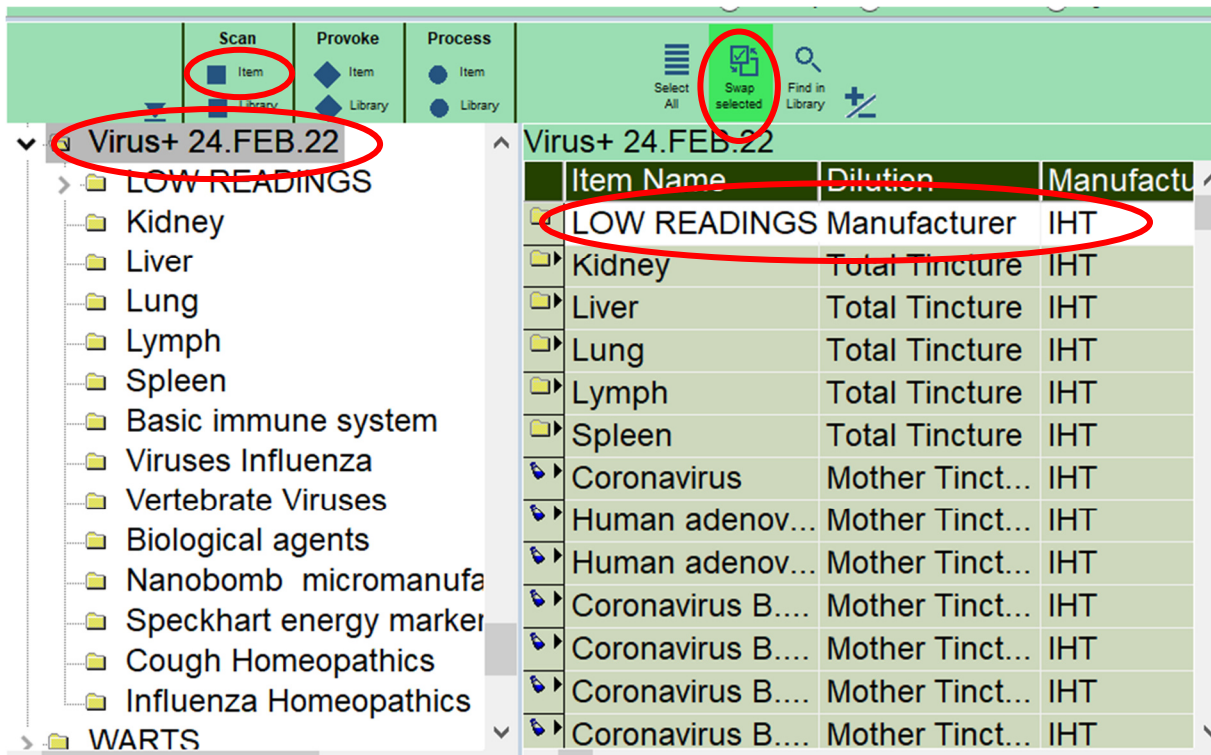 Scan Provoke Process
Item Item Item
Library Library Library
Select All
Swap selected
Find in Library
Virus+ 24.FEB.22
LOW READINGS
Kidney
Liver
Lung
Lymph
Spleen
Basic immune system
Viruses Influenza
Vertebrate Viruses
Biological agents
Nanobomb micromanufa
Speckhart energy marker
Cough Homeopathics
Influenza Homeopathics
WARTS
Virus+ 24.FEB.22
Item Name Dilution Manufactu
LOW READINGS Manufacturer IHT
Kidney Total Tincture IHT
Liver Total Tincture IHT
Lung Total Tincture IHT
Lymph Total Tincture IHT
Spleen Total Tincture IHT
Coronavirus Mother Tinct... IHT
Human adenov... Mother Tinct... IHT
Human adenov... Mother Tinct... IHT
Coronavirus B.... Mother Tinct... IHT
Coronavirus B.... Mother Tinct... IHT
Coronavirus B.... Mother Tinct... IHT
Coronavirus B.... Mother Tinct... IHT